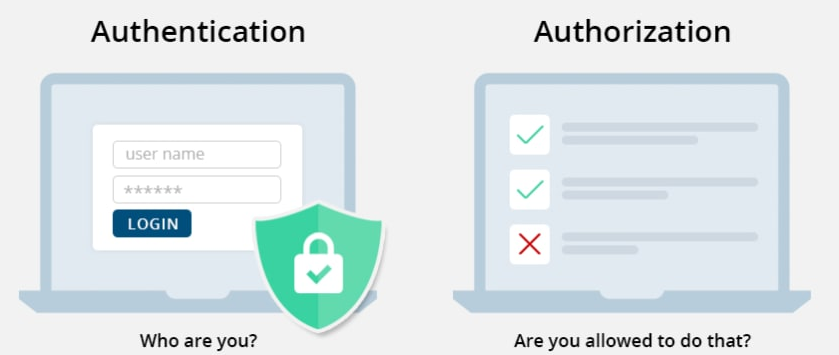 Authentication
Authorization
user name
******
LOGIN
Who are you?
Are you allowed to do that?